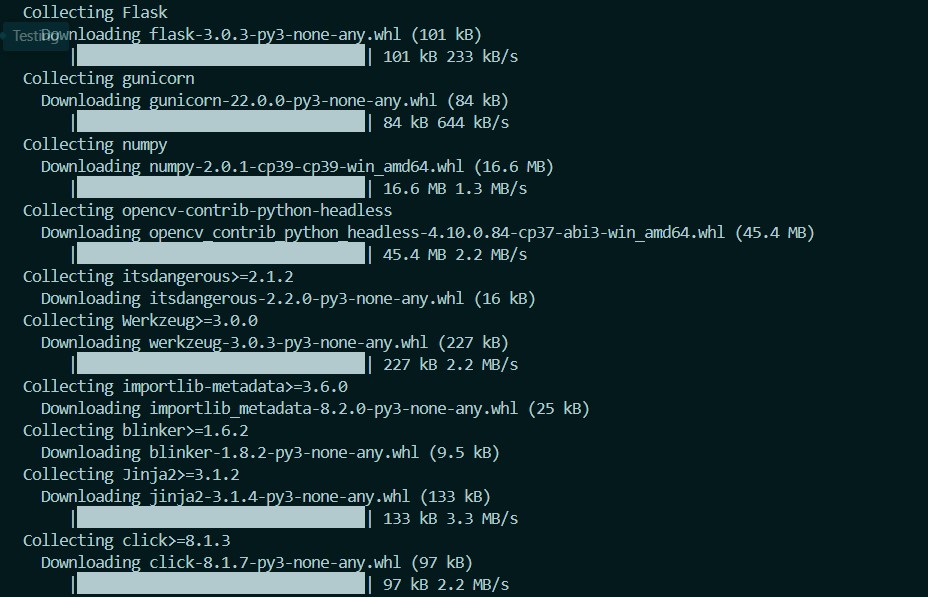 Collecting Flask
Testing
Downloading flask-3.0.3-py3-none-any.whl (101 kB)
| | 101 kB 233 kB/s
Collecting gunicorn
Downloading gunicorn-22.0.0-py3-none-any.whl (84 kB)
| | 84 kB 644 kB/s
Collecting numpy
Downloading numpy-2.0.1-cp39-cp39-win_amd64.whl (16.6 MB)
| | 16.6 MB 1.3 MB/s
Collecting opencv-contrib-python-headless
Downloading opencv_contrib_python_headless-4.10.0.84-cp37-abi3-win_amd64.whl (45.4 MB)
| | 45.4 MB 2.2 MB/s
Collecting itsdangerous>=2.1.2
Downloading itsdangerous-2.2.0-py3-none-any.whl (16 kB)
Collecting Werkzeug>=3.0.0
Downloading werkzeug-3.0.3-py3-none-any.whl (227 kB)
| | 227 kB 2.2 MB/s
Collecting importlib-metadata>=3.6.0
Downloading importlib_metadata-8.2.0-py3-none-any.whl (25 kB)
Collecting blinker>=1.6.2
Downloading blinker-1.8.2-py3-none-any.whl (9.5 kB)
Collecting Jinja2>=3.1.2
Downloading jinja2-3.1.4-py3-none-any.whl (133 kB)
| | 133 kB 3.3 MB/s
Collecting click>=8.1.3
Downloading click-8.1.7-py3-none-any.whl (97 kB)
| | 97 kB 2.2 MB/s